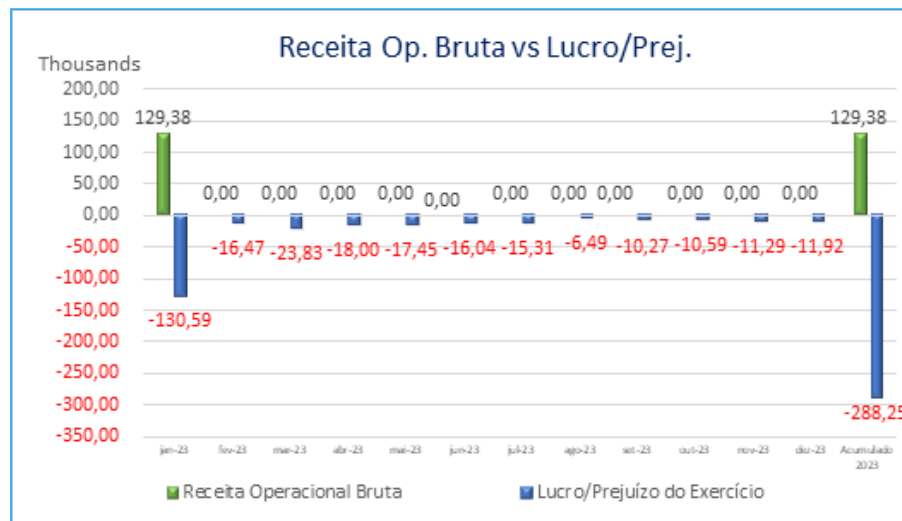 Receita Op. Bruta vs Lucro/Prej.
Thousands
200,00
150,00
100,00
50,00
0,00
-50,00
-100,00
-150,00
-200,00
-250,00
-300,00
-350,00
129,38 0,00 0,00 0,00 0,00 0,00 0,00 0,00 0,00 0,00 0,00 0,00 129,38
-130,59 -16,47 -23,83 -18,00 -17,45 -16,04 -15,31 -6,49 -10,27 -10,59 -11,29 -11,92 -288,25
jan-23 fev-23 mar-23 abr-23 mai-23 jun-23 jul-23 ago-23 set-23 out-23 nov-23 dez-23 Acumulado
2023
Receita Operacional Bruta Lucro/Prejuízo do Exercício